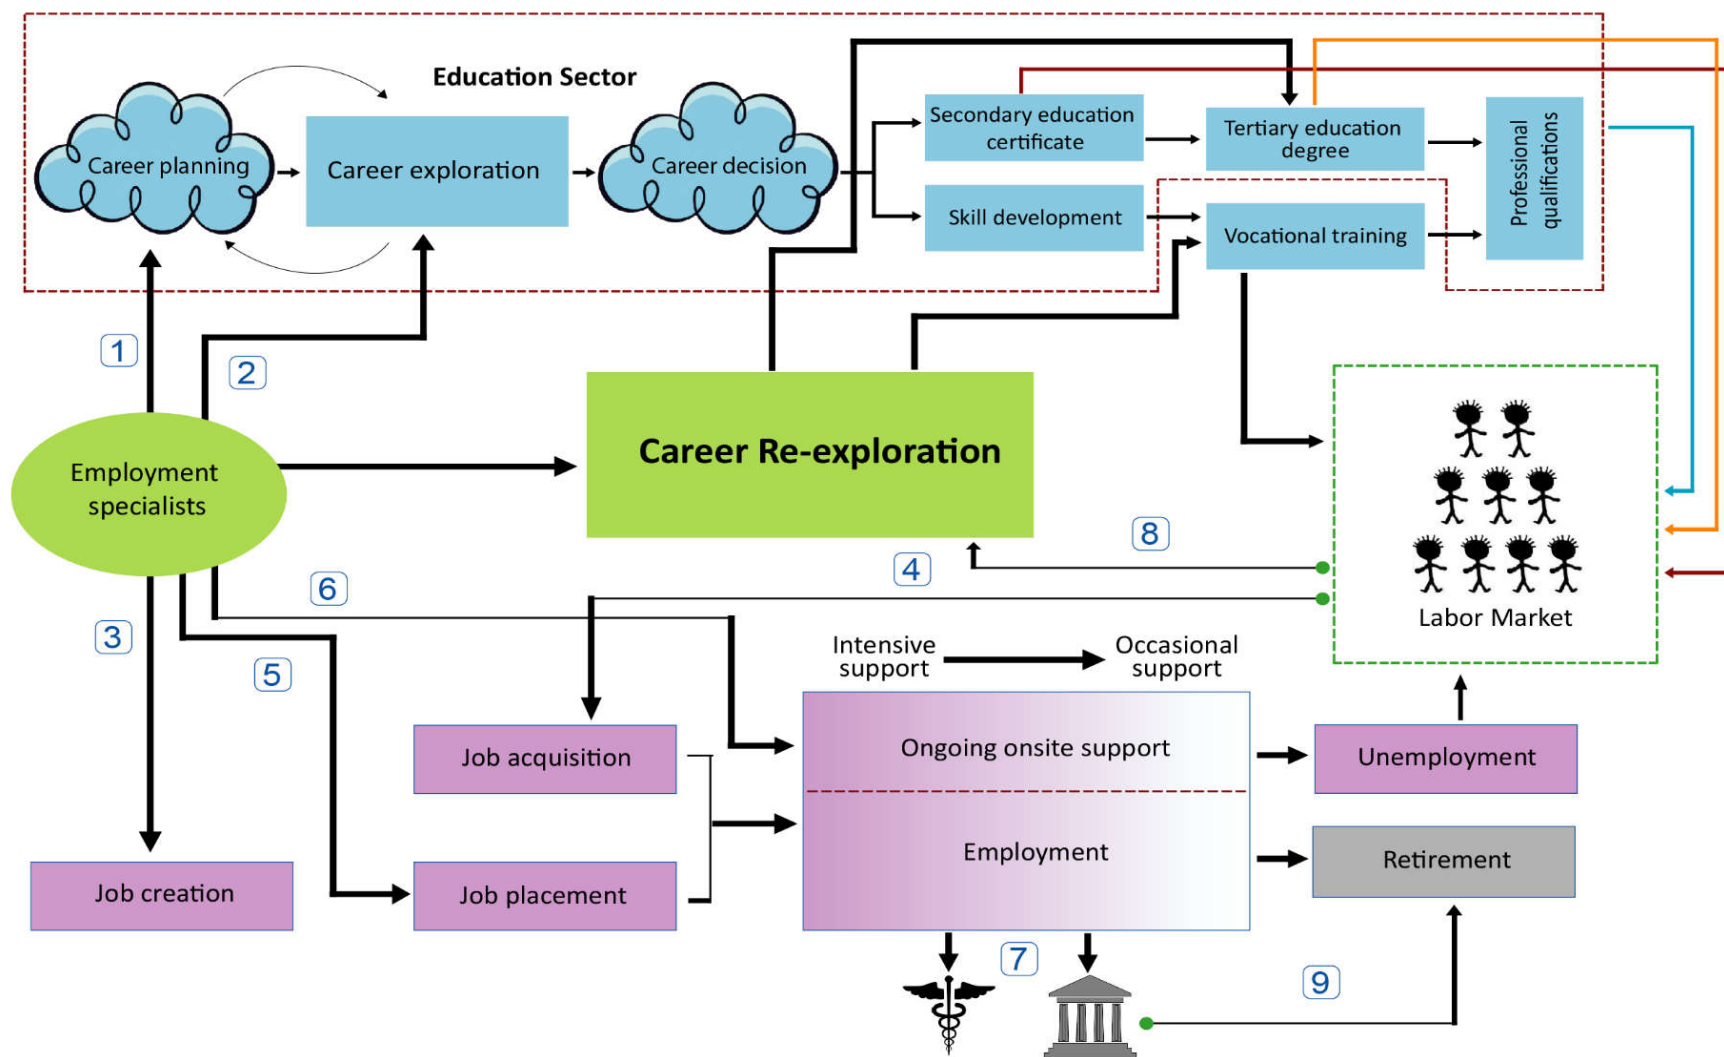 Education Sector
Career planning
Career exploration
Career decision
Secondary education
certificate
Tertiary education
degree
Professional
qualifications
Skill development
Vocational training
1
2
Employment
specialists
Career Re-exploration
Labor Market
8
4
6
3
5
Intensive
support
Occasional
support
Job acquisition
Ongoing onsite support
Unemployment
Job creation
Job placement
Employment
Retirement
7
9